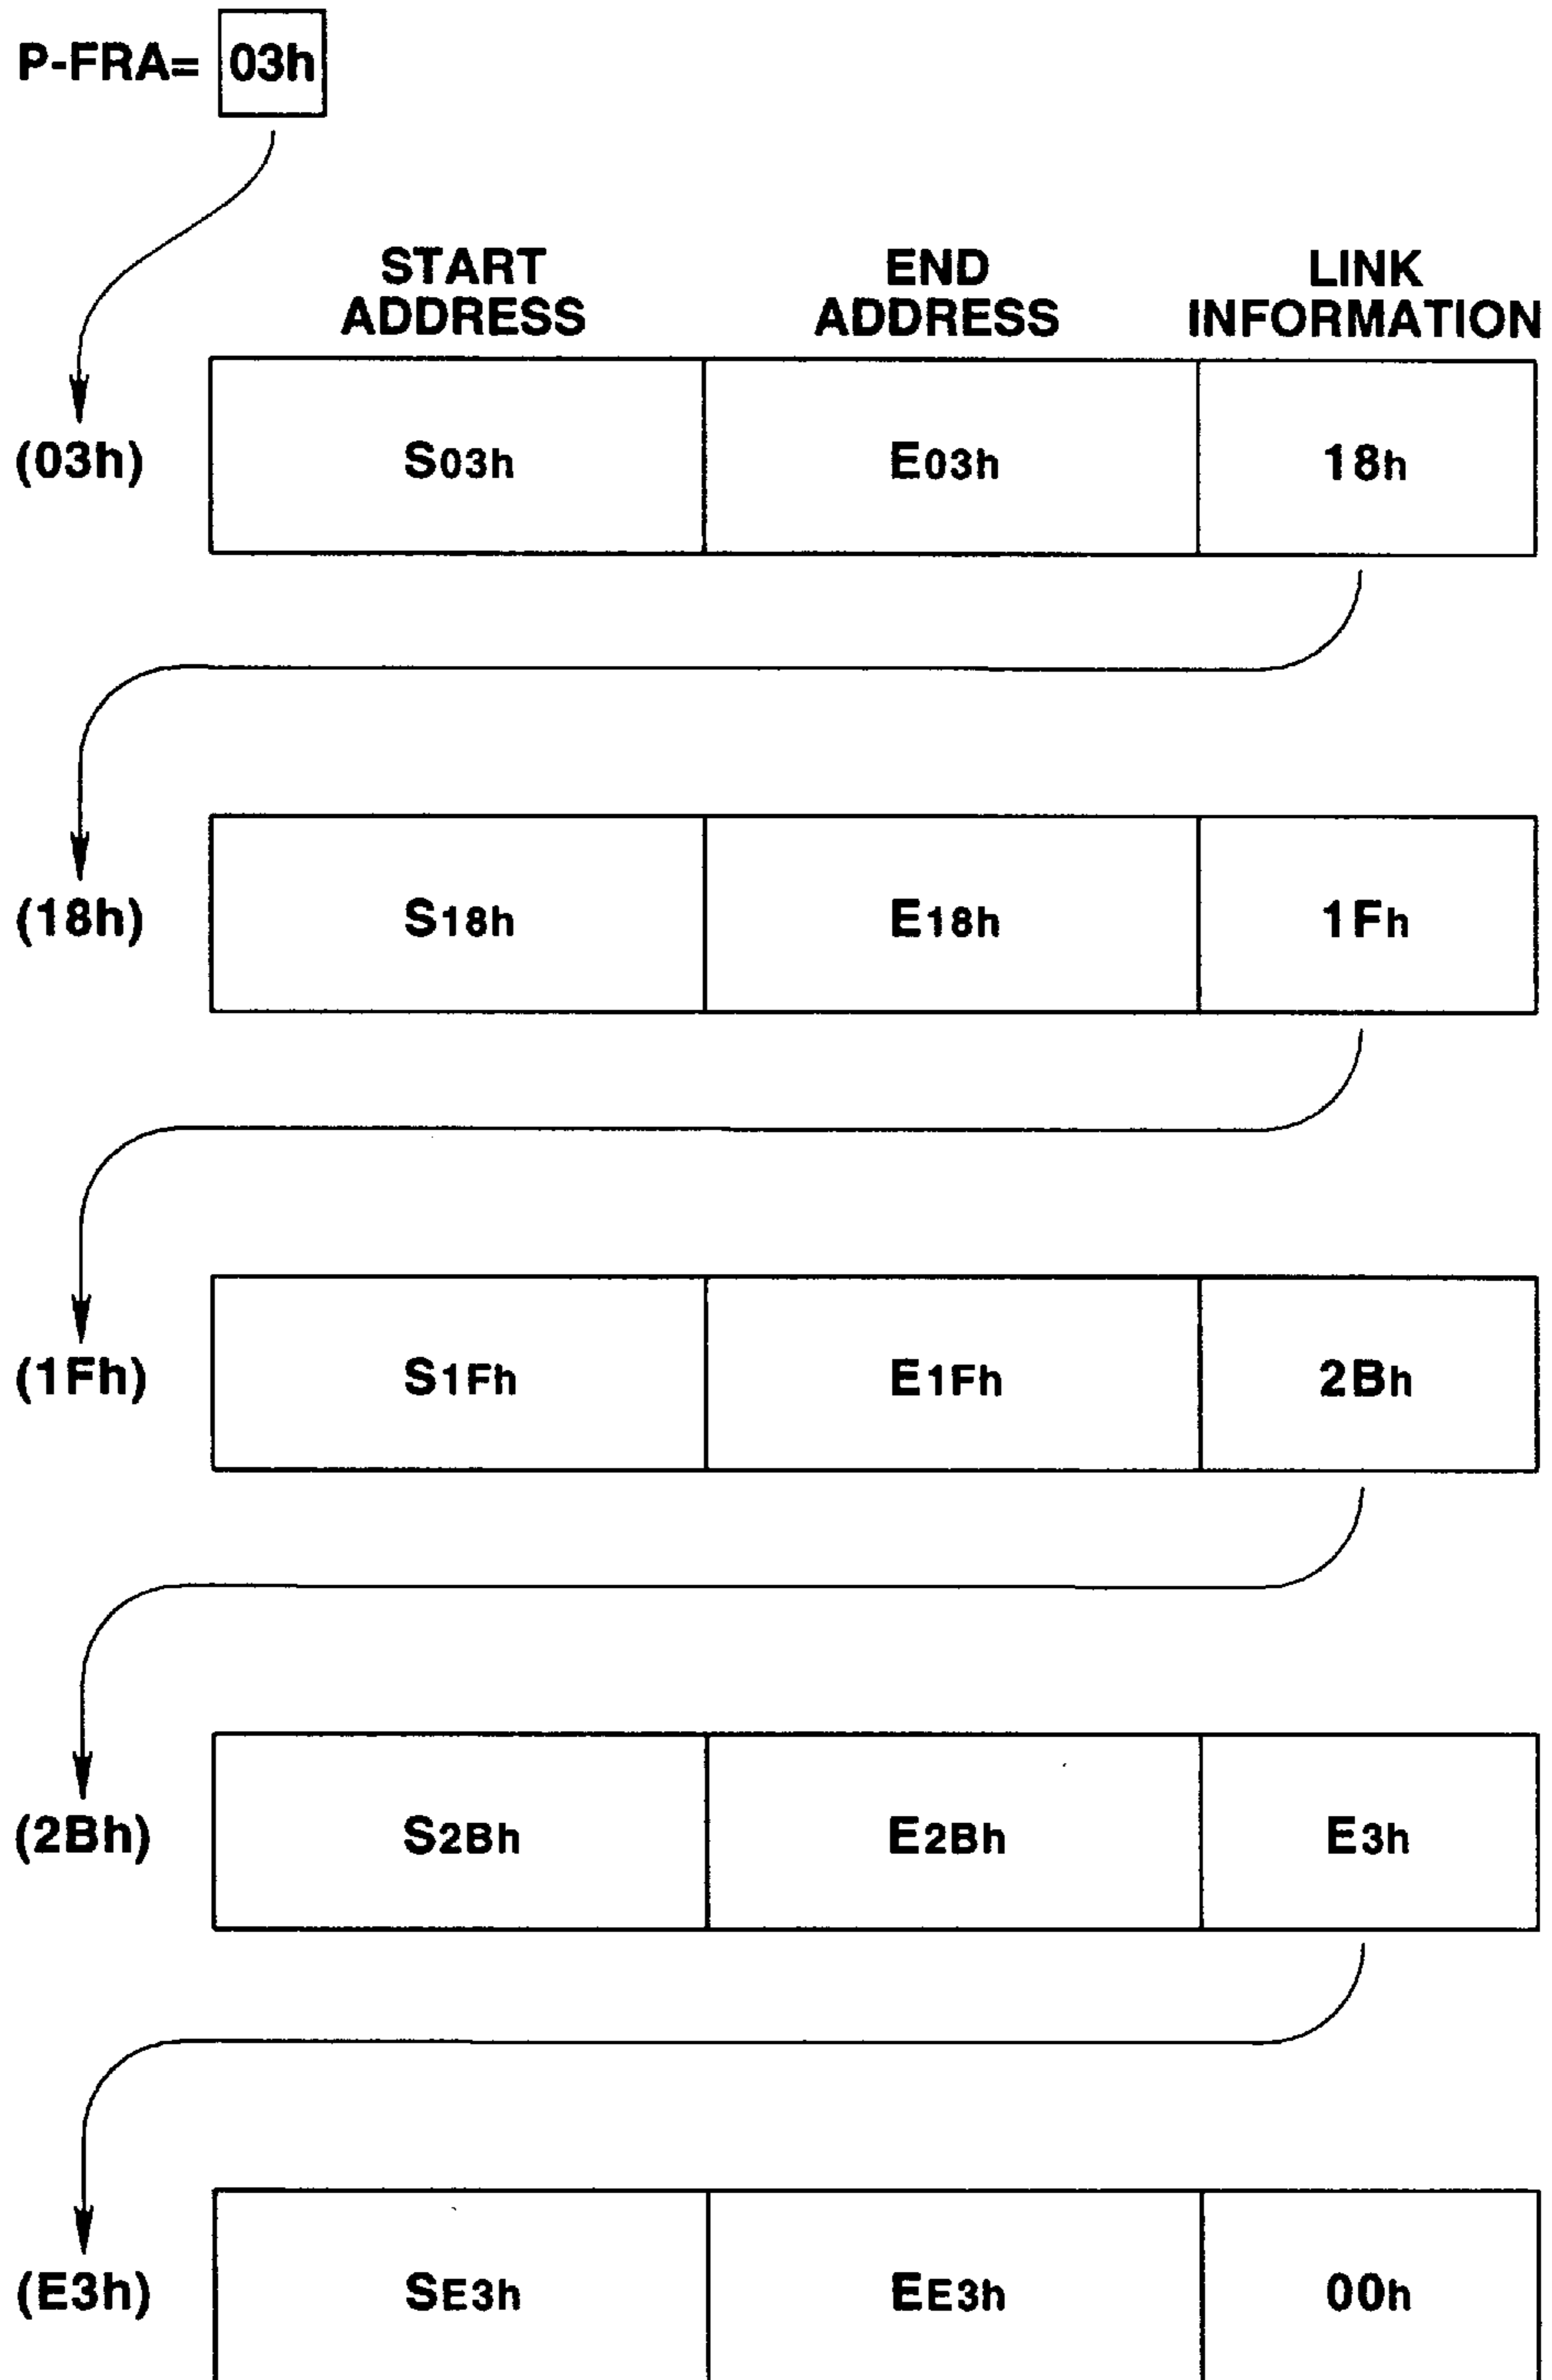 P-FRA= 03h
START ADDRESS
END ADDRESS
LINK INFORMATION
(03h) S03h E03h 18h
(18h) S18h E18h 1Fh
(1Fh) S1Fh E1Fh 2Bh
(2Bh) S2Bh E2Bh E3h
(E3h) SE3h EE3h 00h